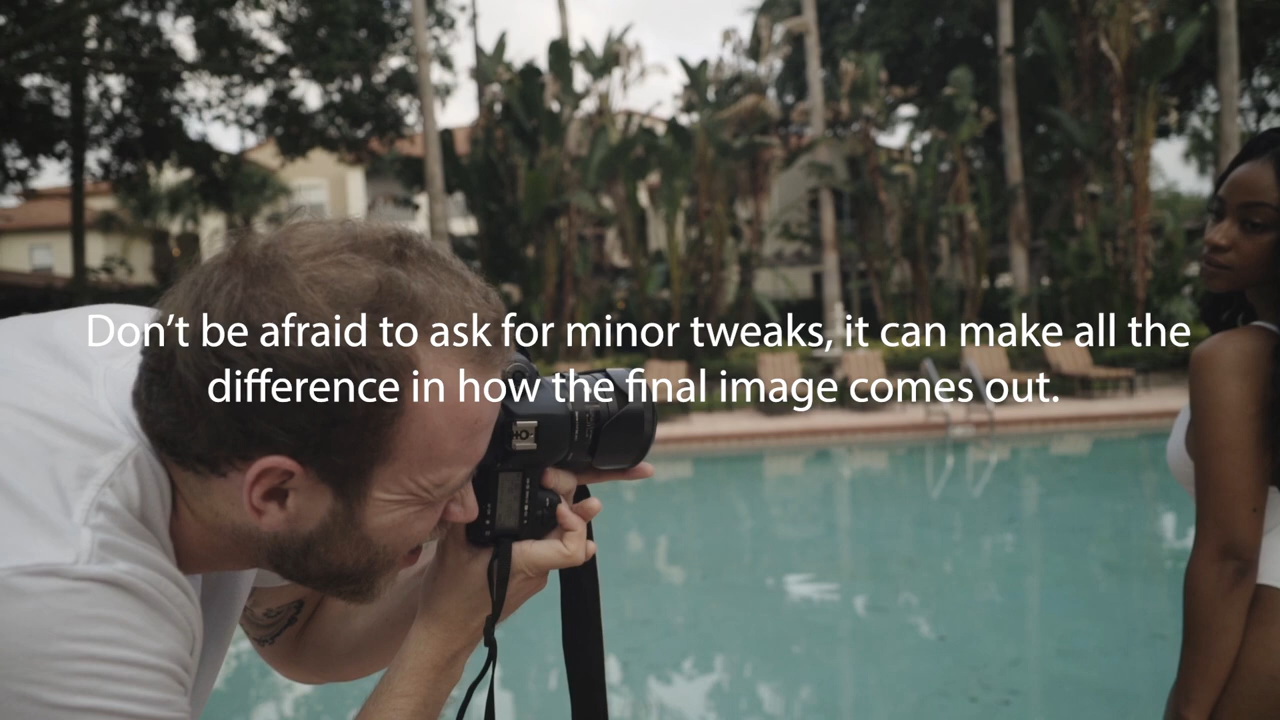 Don’t be afraid to ask for minor tweaks, it can make all the
difference in how the final image comes out.